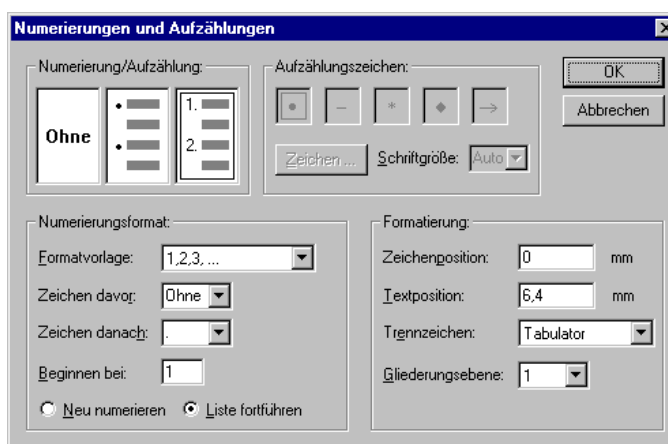 Numerierungen und Aufzählungen
Numerierung/Aufzählung:
Ohne
1.
2.
Aufzählungszeichen:
Zeichen ...
Schriftgröße: Auto
OK
Abbrechen
Numerierungsformat:
Formatvorlage: 1,2,3, ...
Zeichen davor: Ohne
Zeichen danach: .
Beginnen bei: 1
Neu numerieren Liste fortführen
Formatierung:
Zeichenposition: 0 mm
Textposition: 6,4 mm
Trennzeichen: Tabulator
Gliederungsebene: 1